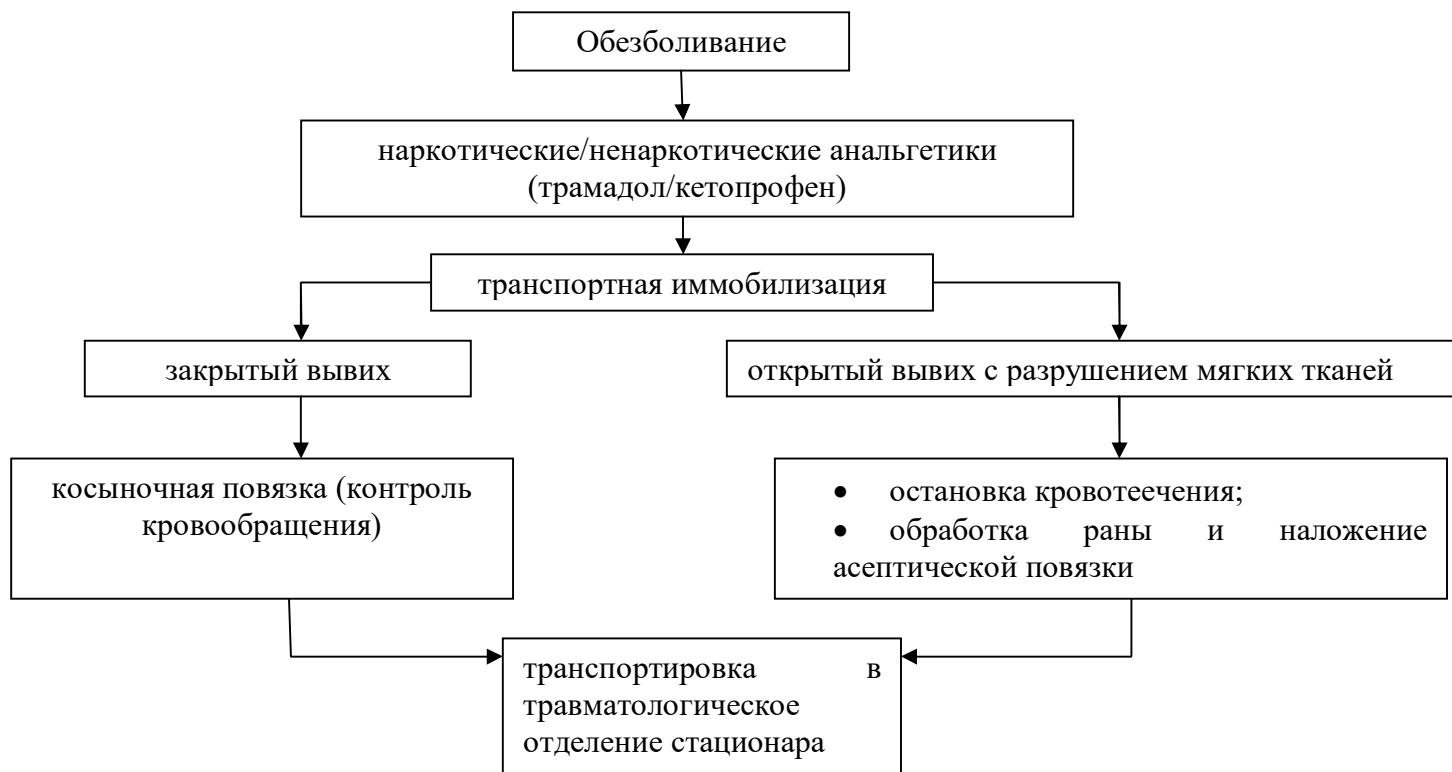 Обезболивание
наркотические/ненаркотические анальгетики
(трамадол/кетопрофен)
транспортная иммобилизация
закрытый вывих
открытый вывих с разрушением мягких тканей
косыночная повязка (контроль
кровообращения)
• остановка кровотеечения;
• обработка раны и наложение
асептической повязки
транспортировка в
травматологическое
отделение стационара